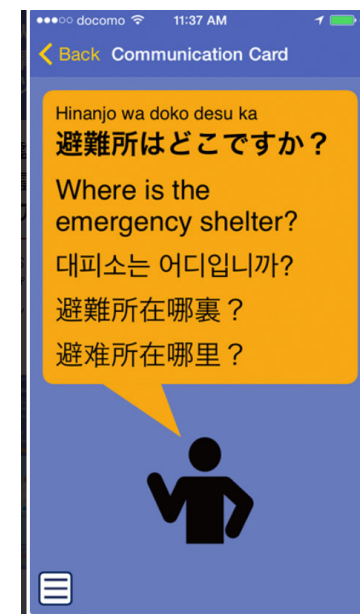 docomo 11:37 AM
Back Communication Card
Hinanjo wa doko desu ka
避難所はどこですか？
Where is the
emergency shelter?
대피소는 어디입니까?
避難所在哪裏？
避难所在哪里？